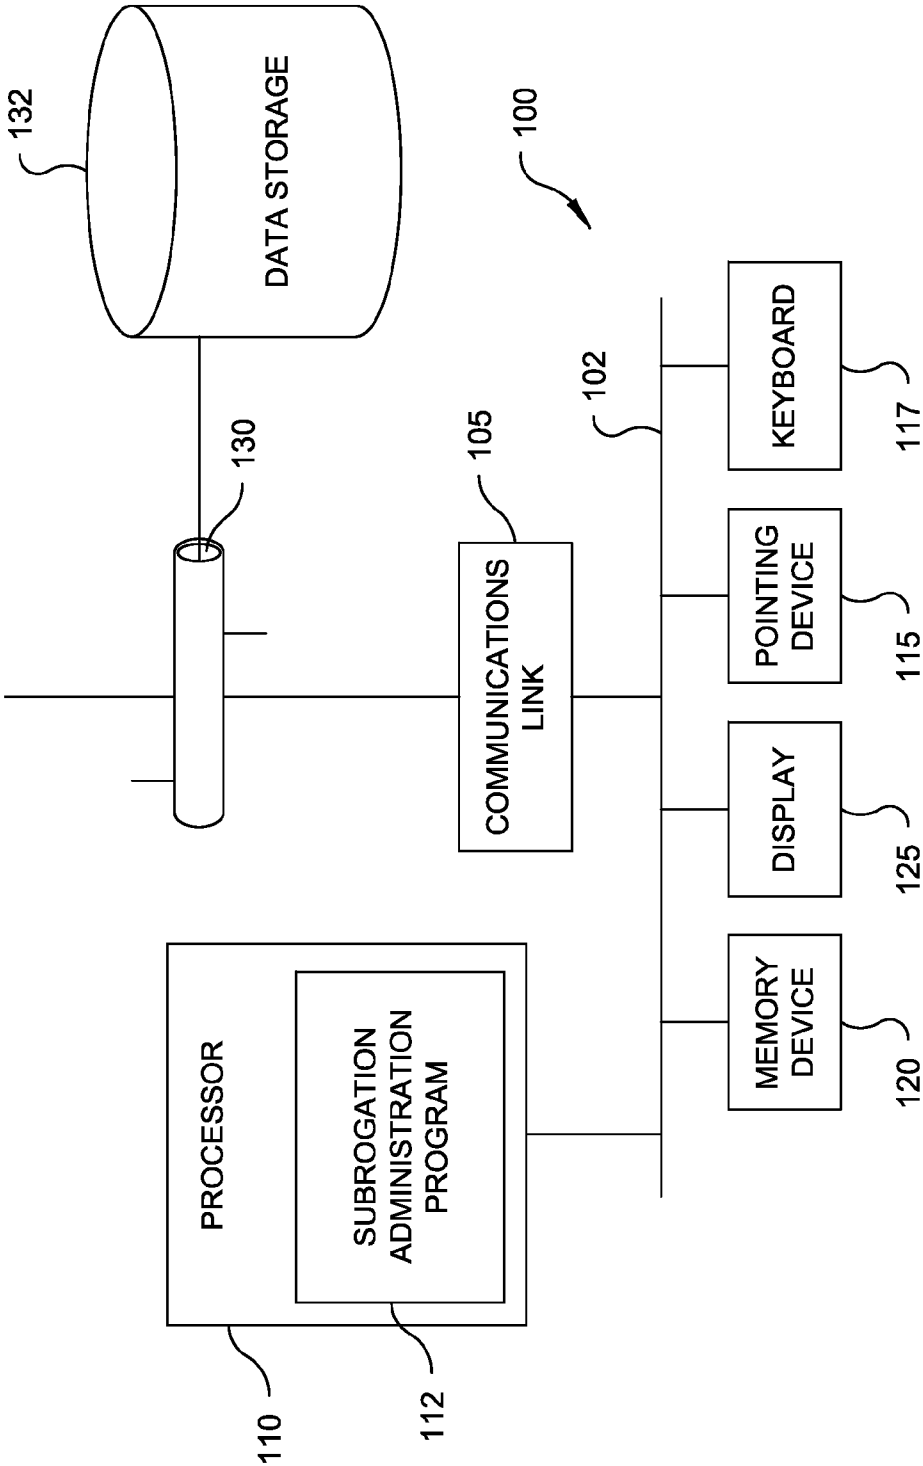 110
PROCESSOR
112
SUBROGATION
ADMINISTRATION
PROGRAM
130
132
DATA STORAGE
105
COMMUNICATIONS
LINK
100
102
MEMORY
DEVICE
120
DISPLAY
125
POINTING
DEVICE
115
KEYBOARD
117